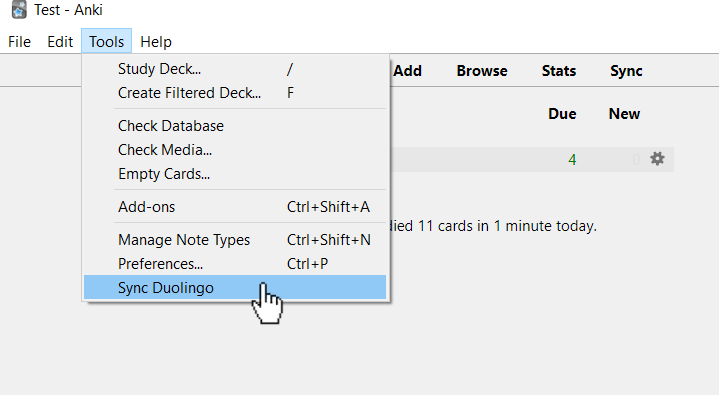 Test - Anki
File Edit Tools Help
Add Browse Stats Sync
Study Deck... /
Create Filtered Deck... F
Check Database
Check Media...
Empty Cards...
Add-ons Ctrl+Shift+A
Manage Note Types Ctrl+Shift+N
Preferences... Ctrl+P
Sync Duolingo
Due New
4 0
died 11 cards in 1 minute today.